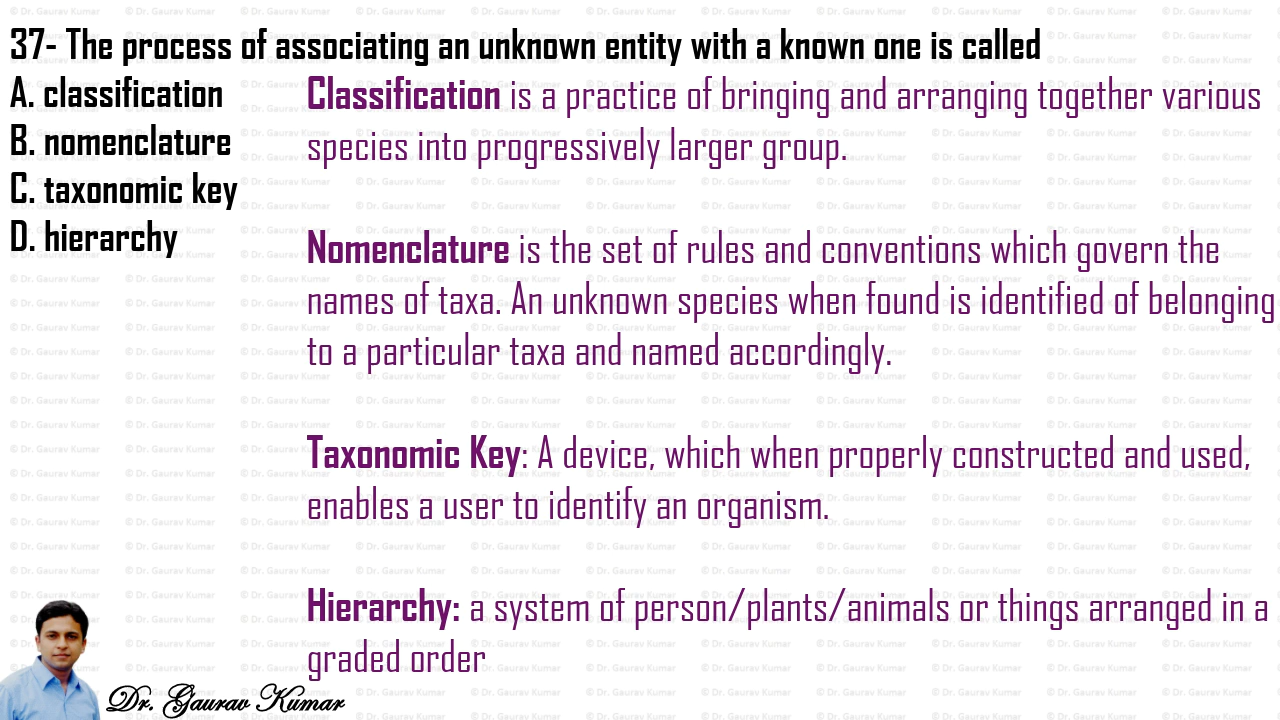 37- The process of associating an unknown entity with a known one is called
A. classification
B. nomenclature
C. taxonomic key
D. hierarchy
Classification is a practice of bringing and arranging together various
species into progressively larger group.
Nomenclature is the set of rules and conventions which govern the
names of taxa. An unknown species when found is identified of belonging
to a particular taxa and named accordingly.
Taxonomic Key: A device, which when properly constructed and used,
enables a user to identify an organism.
Hierarchy: a system of person/plants/animals or things arranged in a
graded order
Dr. Gaurav Kumar
© Dr. Gaurav Kumar